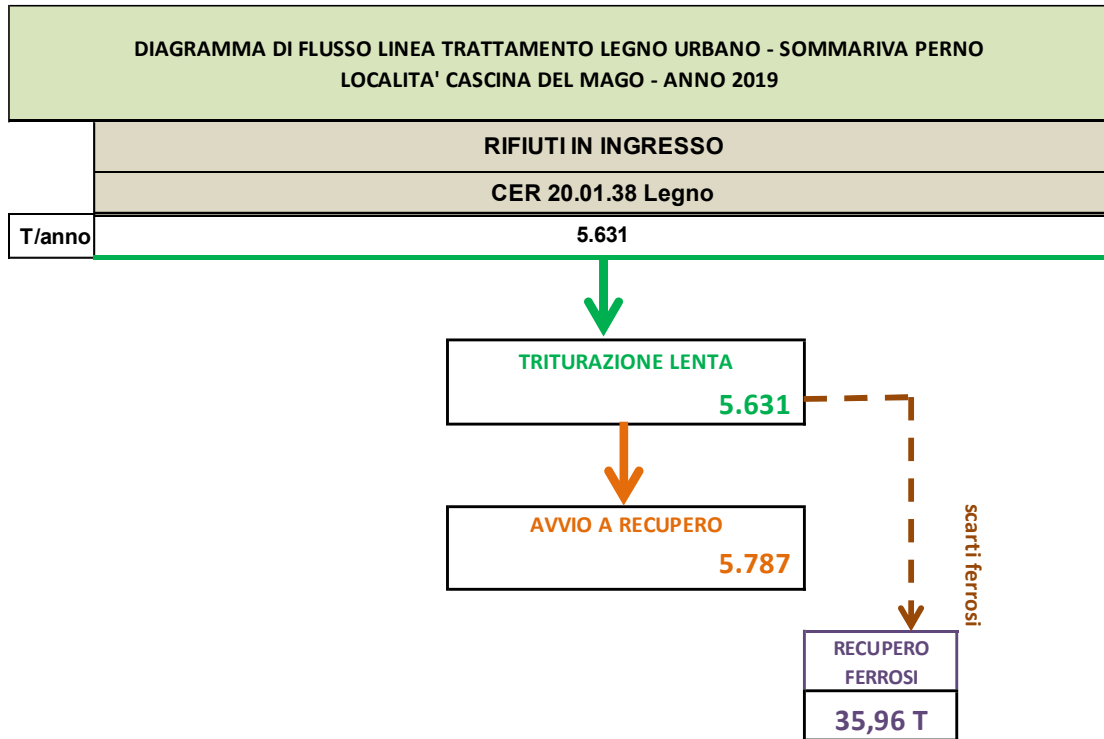 DIAGRAMMA DI FLUSSO LINEA TRATTAMENTO LEGNO URBANO - SOMMARIVA PERNO
LOCALITA' CASCINA DEL MAGO - ANNO 2019
RIFIUTI IN INGRESSO
CER 20.01.38 Legno
T/anno 5.631
TRITURAZIONE LENTA
5.631
AVVIO A RECUPERO
5.787
scarti ferrosi
RECUPERO
FERROSI
35,96 T